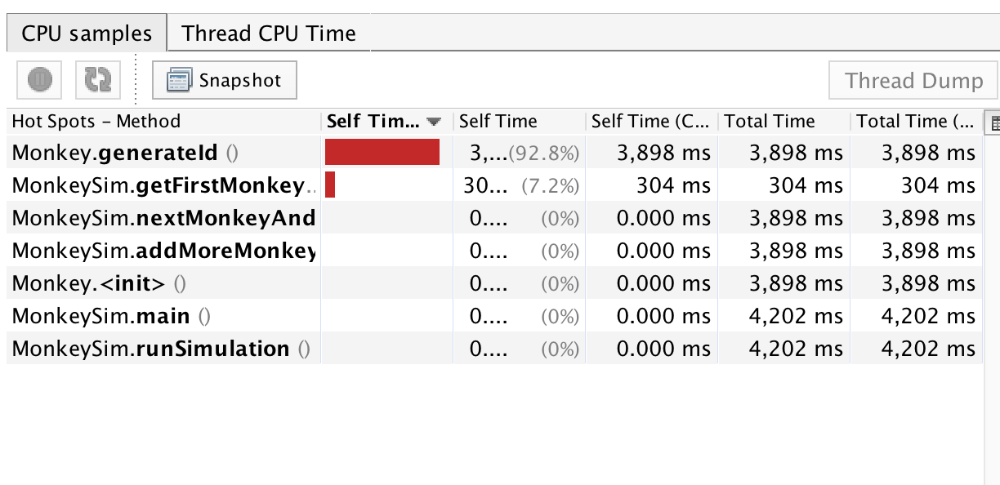 CPU samples Thread CPU Time
Snapshot Thread Dump
Hot Spots – Method Self Tim... Self Time Self Time (C... Total Time Total Time (...
Monkey.generateId () 3,...(92.8%) 3,898 ms 3,898 ms 3,898 ms
MonkeySim.getFirstMonkey.. 30... (7.2%) 304 ms 304 ms 304 ms
MonkeySim.nextMonkeyAnd 0.... (0%) 0.000 ms 3,898 ms 3,898 ms
MonkeySim.addMoreMonkey 0.... (0%) 0.000 ms 3,898 ms 3,898 ms
Monkey.<init> () 0.... (0%) 0.000 ms 3,898 ms 3,898 ms
MonkeySim.main () 0.... (0%) 0.000 ms 4,202 ms 4,202 ms
MonkeySim.runSimulation () 0.... (0%) 0.000 ms 4,202 ms 4,202 ms